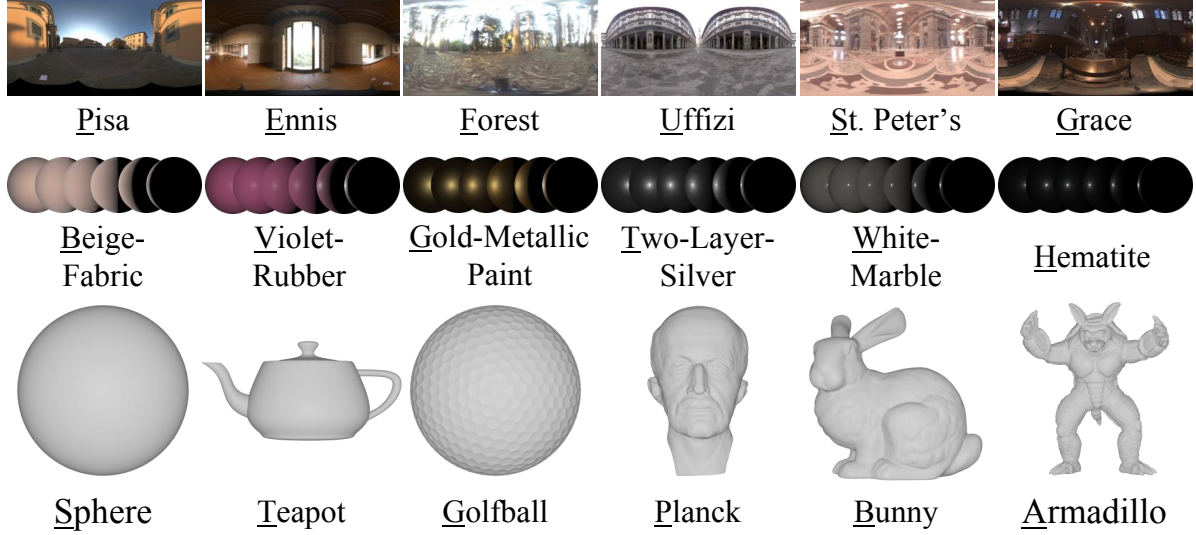 Pisa
Ennis
Forest
Uffizi
St. Peter's
Grace
Beige-
Fabric
Violet-
Rubber
Gold-Metallic
Paint
Two-Layer-
Silver
White-
Marble
Hematite
Sphere
Teapot
Golfball
Planck
Bunny
Armadillo